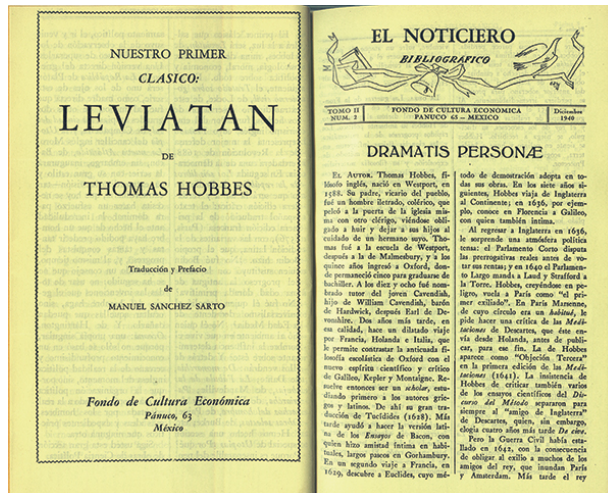 NUESTRO PRIMER
CLASICO:
LEVIATAN
DE
THOMAS HOBBES
Traducción y Prefacio
de
MANUEL SANCHEZ SARTO
Fondo de Cultura Económica
Pánuco, 63
México
EL NOTICIERO
BIBLIOGRÁFICO
TOMO II
NUM. 2
FONDO DE CULTURA ECONOMICA
PANUCO 63 — MEXICO
Diciembre
1940
DRAMATIS PERSONÆ
EL AUTOR. Thomas Hobbes, fi-
lósofo inglés, nació en Westport, en
1588. Su padre, vicario del pueblo,
fué un hombre iletrado, colérico, que
peleó a la puerta de la iglesia mis-
ma con otro clérigo, viéndose obli-
gado a huir y dejar a sus hijos al
cuidado de un hermano suyo. Tho-
mas fué a la escuela de Westport,
después a la de Malmesbury, y a los
quince años ingresó a Oxford, don-
de permaneció cinco para graduarse de
bachiller. A los diez y ocho fué nom-
brado tutor del joven Cavendish,
hijo de William Cavendish, barón
de Hardwick, después Earl de De-
vonshire. Dos años más tarde, en
esa calidad, hace un dilatado viaje
por Francia, Holanda e Italia, que
le permite contrastar la anticuada fi-
losofía escolástica de Oxford con el
nuevo espíritu científico y crítico
de Galileo, Kepler y Montaigne. Re-
suelve entonces ser un scholar, estu-
diando primero a los autores grie-
gos y latinos. De ahí su gran tra-
ducción de Tucídides (1628). Más
tarde ayudó a hacer la versión lati-
na de los Ensayos de Bacon, con
quien hizo amistad íntima en habi-
tuales, largos paseos en Gorhambury.
En un segundo viaje a Francia, en
1629, descubre a Euclides, cuyo mé-
todo de demostración adopta en to-
das sus obras. En los siete años si-
guientes, Hobbes viaja de Inglaterra
al Continente; en 1636, por ejem-
plo, conoce en Florencia a Galileo,
con quien también intima.
Al regresar a Inglaterra en 1636,
le sorprende una atmósfera política
tensa: el Parlamento Corto disputa
las prerrogativas reales antes de vo-
tar sus rentas; y en 1640 el Parlamen-
to Largo manda a Laud y Strafford a
la Torre. Hobbes, creyéndose en pe-
ligro, vuela a París como "el pri-
mer exiliado". En París Marsenne,
de cuyo círculo era un habitué, le
pide hacer una crítica de las Medi-
taciones de Descartes, que éste en-
vía desde Holanda, antes de publi-
car, para ese fin. La de Hobbes
aparece como "Objeción Tercera"
en la primera edición de las Medi-
taciones (1641). La insistencia de
Hobbes de criticar también varios
de los ensayos científicos del Dis-
curso del Método separaron para
siempre al "amigo de Inglaterra"
de Descartes, quien, sin embargo,
elogia cuatro años más tarde De cive.
Pero la Guerra Civil había esta-
llado en 1642, con la consecuencia
de obligar al exilio a muchos de los
amigos del rey, que inundan París
y Amsterdam. Más tarde el rey